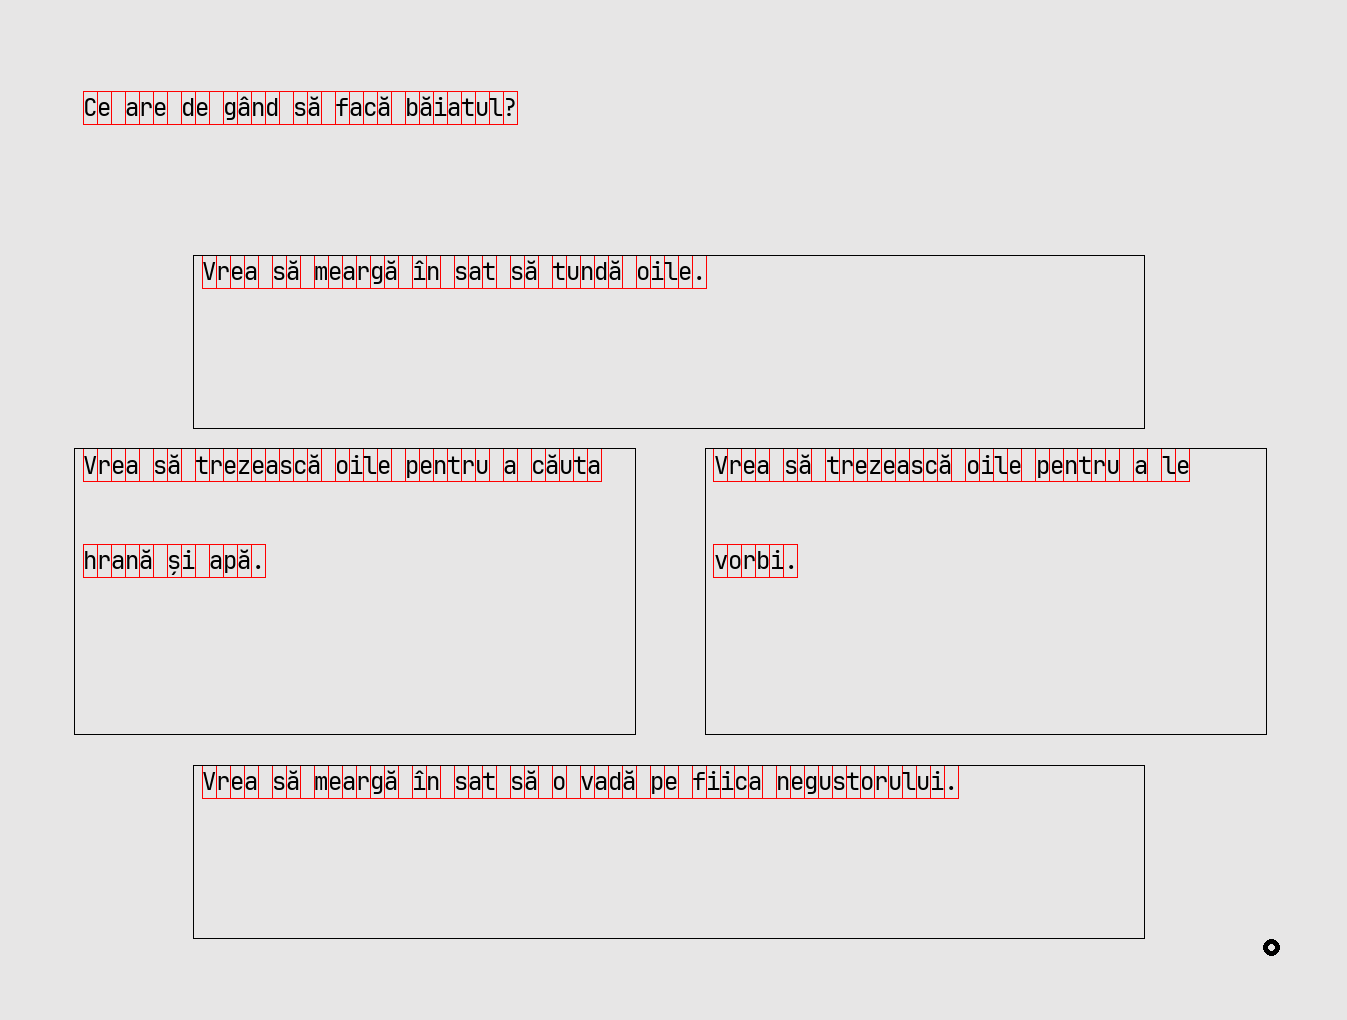 Ce are de gând să facă băiatul?
Vrea să meargă în sat să tundă oile.
Vrea să trezească oile pentru a căuta
hrană și apă.
Vrea să trezească oile pentru a le
vorbi.
Vrea să meargă în sat să o vadă pe fiica negustorului.